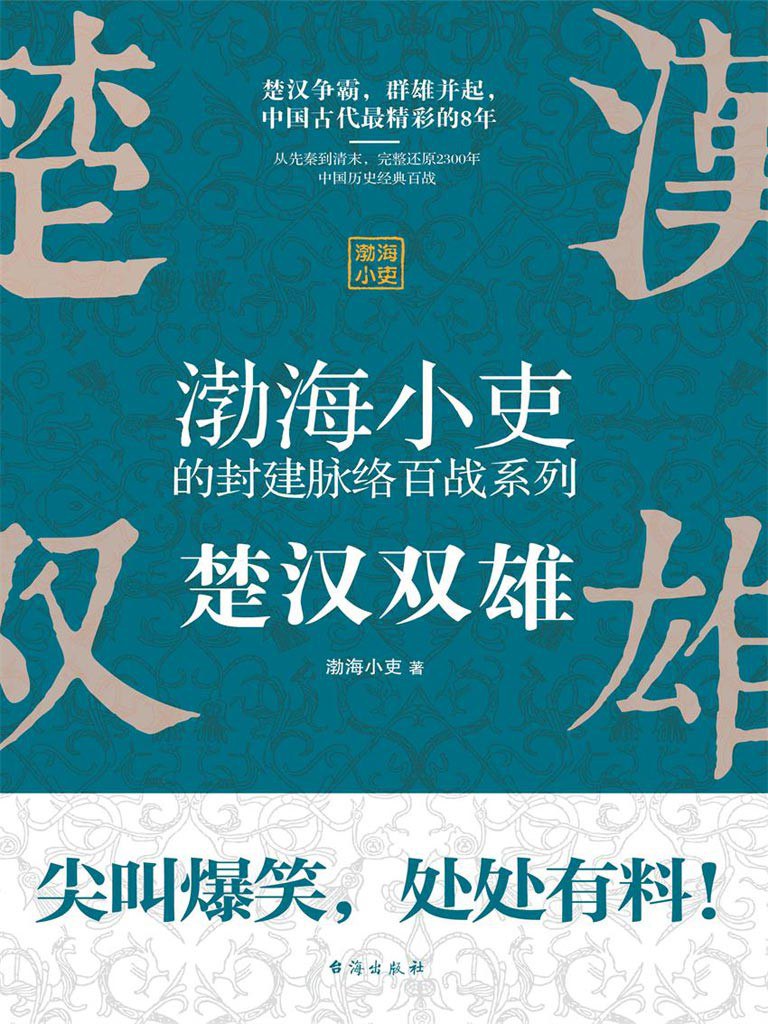 楚
漢
楚汉争霸，群雄并起，
中国古代最精彩的8年
从先秦到清末，完整还原2300年
中国历史经典百战
渤海
小吏
渤海小吏
的封建脉络百战系列
双
雄
楚汉双雄
渤海小吏 著
尖叫爆笑，处处有料！
台海出版社